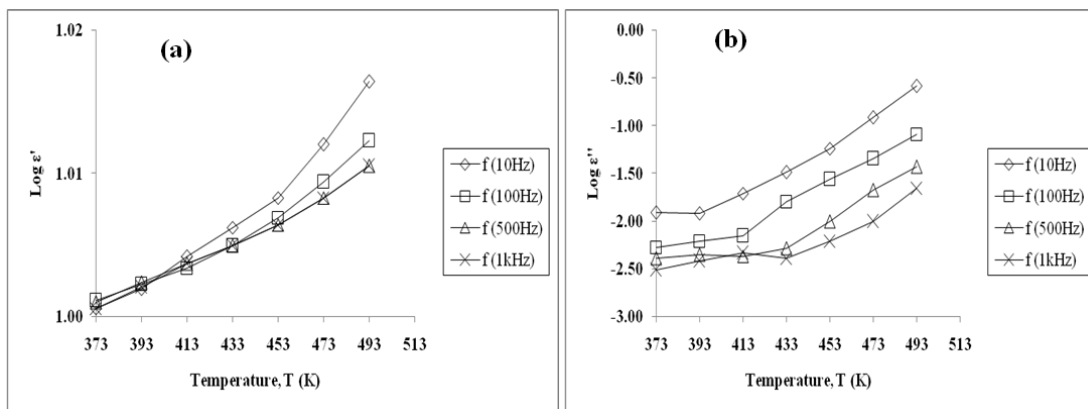 (a)
1.02
1.01
1.00
Log ε'
373 393 413 433 453 473 493 513
Temperature, T (K)
f (10Hz)
f (100Hz)
f (500Hz)
f (1kHz)
(b)
0.00
-0.50
-1.00
-1.50
-2.00
-2.50
-3.00
Log ε''
373 393 413 433 453 473 493 513
Temperature, T (K)
f (10Hz)
f (100Hz)
f (500Hz)
f (1kHz)